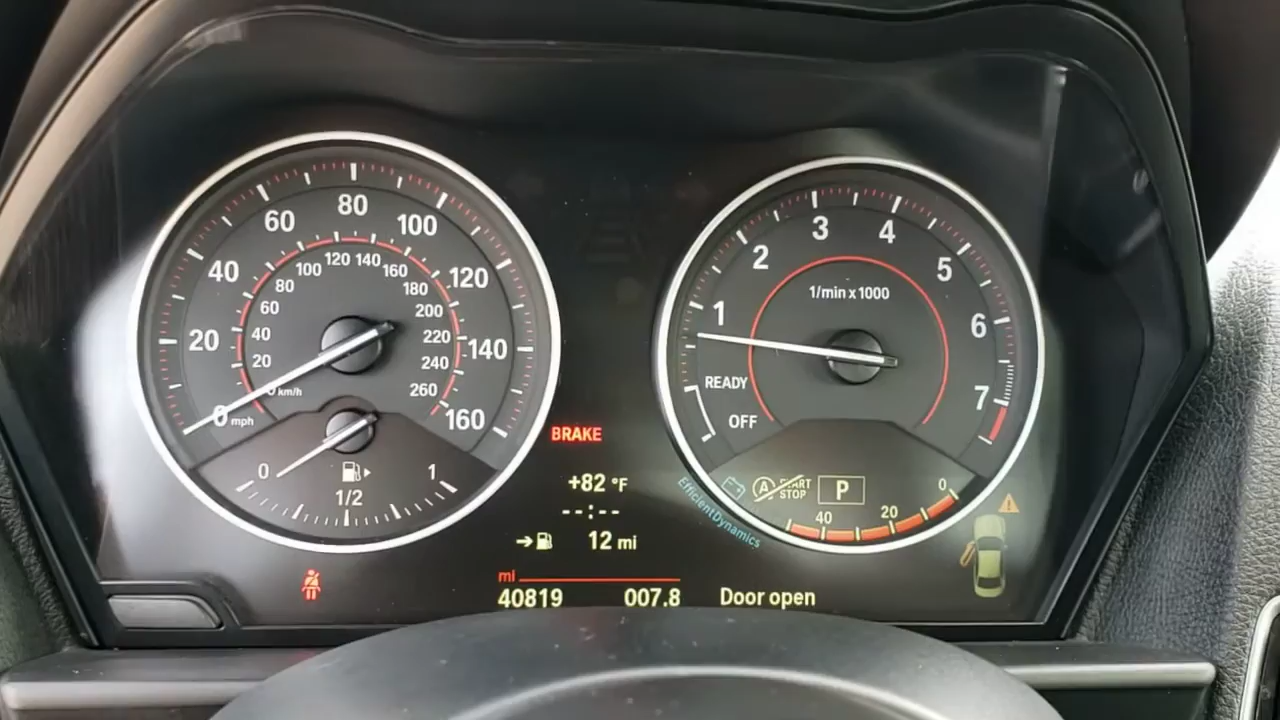 20 40 60 80 100 120 140 160
0 mph
20 40 60 80 100 120 140 160 180 200 220 240 260
km/h
0 1/2 1
BRAKE
+82 °F
--:--
12 mi
mi
40819 007.8
Door open
1 2 3 4 5 6 7
1/min x 1000
READY
OFF
A START
STOP
P
40 20 0
EfficientDynamics